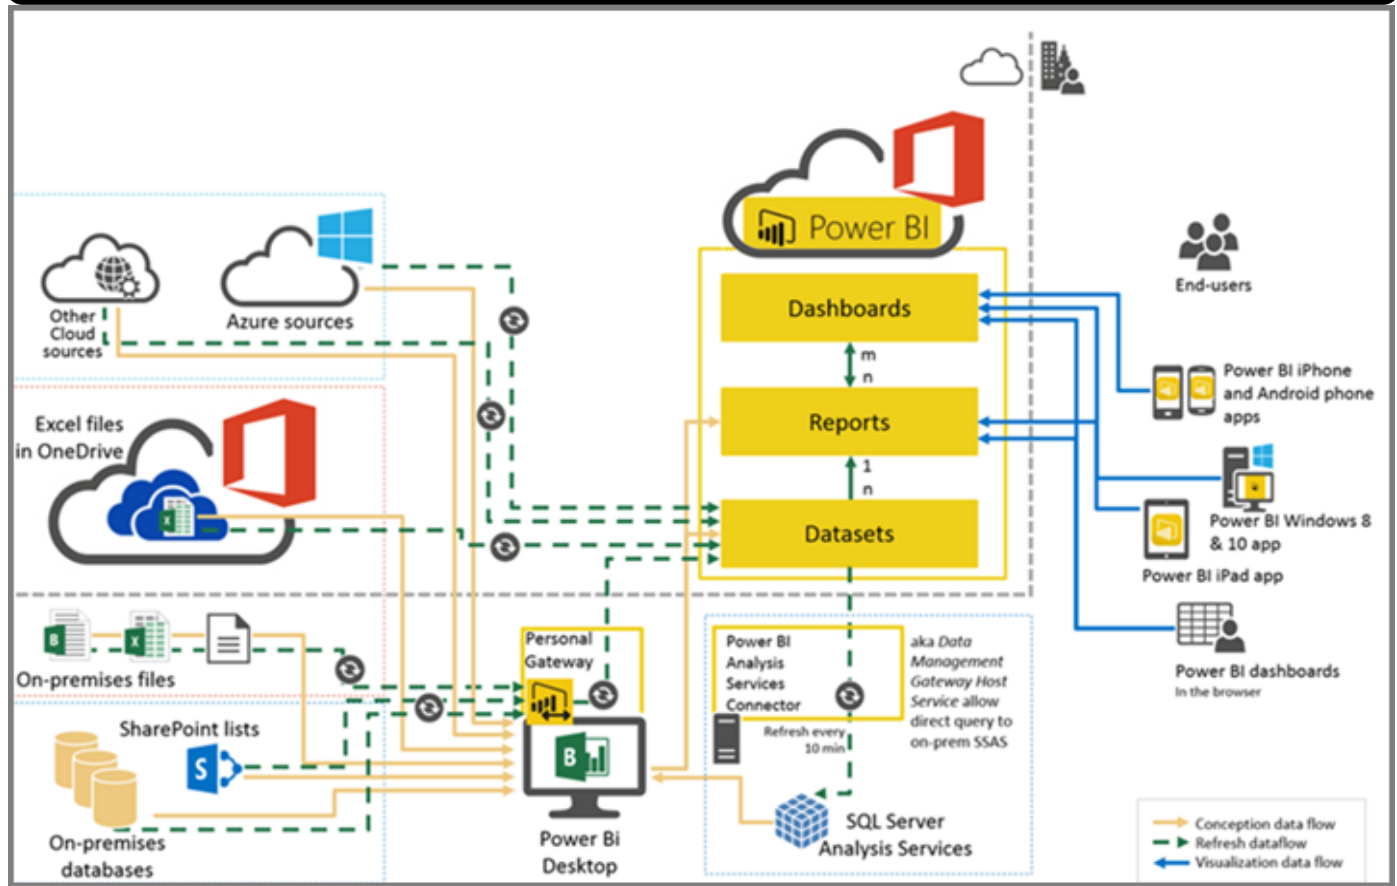 Power BI
Dashboards
m
n
Reports
1
n
Datasets
Other
Cloud
sources
Azure sources
Excel files
in OneDrive
X
B
X
On-premises files
SharePoint lists
S
On-premises
databases
Personal
Gateway
B
Power Bi
Desktop
Power BI
Analysis
Services
Connector
Refresh every
10 min
aka Data
Management
Gateway Host
Service allow
direct query to
on-prem SSAS
SQL Server
Analysis Services
End-users
Power BI iPhone
and Android phone
apps
Power BI Windows 8
& 10 app
Power BI iPad app
Power BI dashboards
In the browser
Conception data flow
Refresh dataflow
Visualization data flow